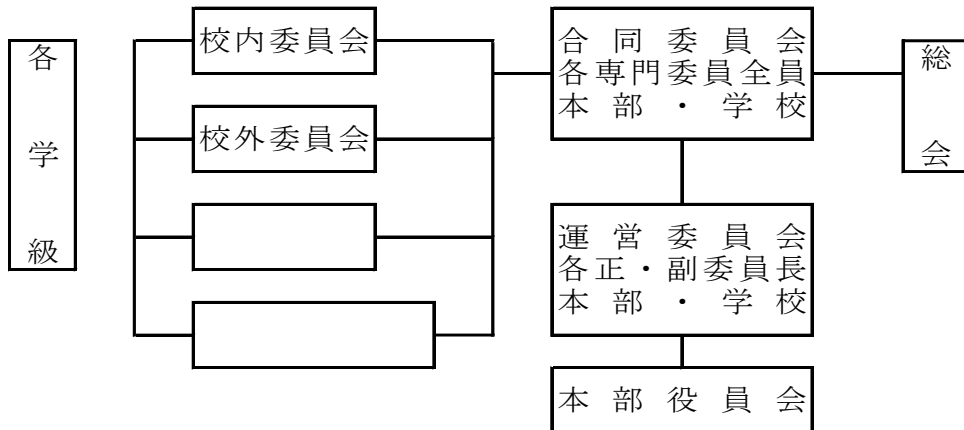 各学級
校内委員会
校外委員会
合同委員会
各専門委員全員
本部・学校
運営委員会
各正・副委員長
本部・学校
本部役員会
総会